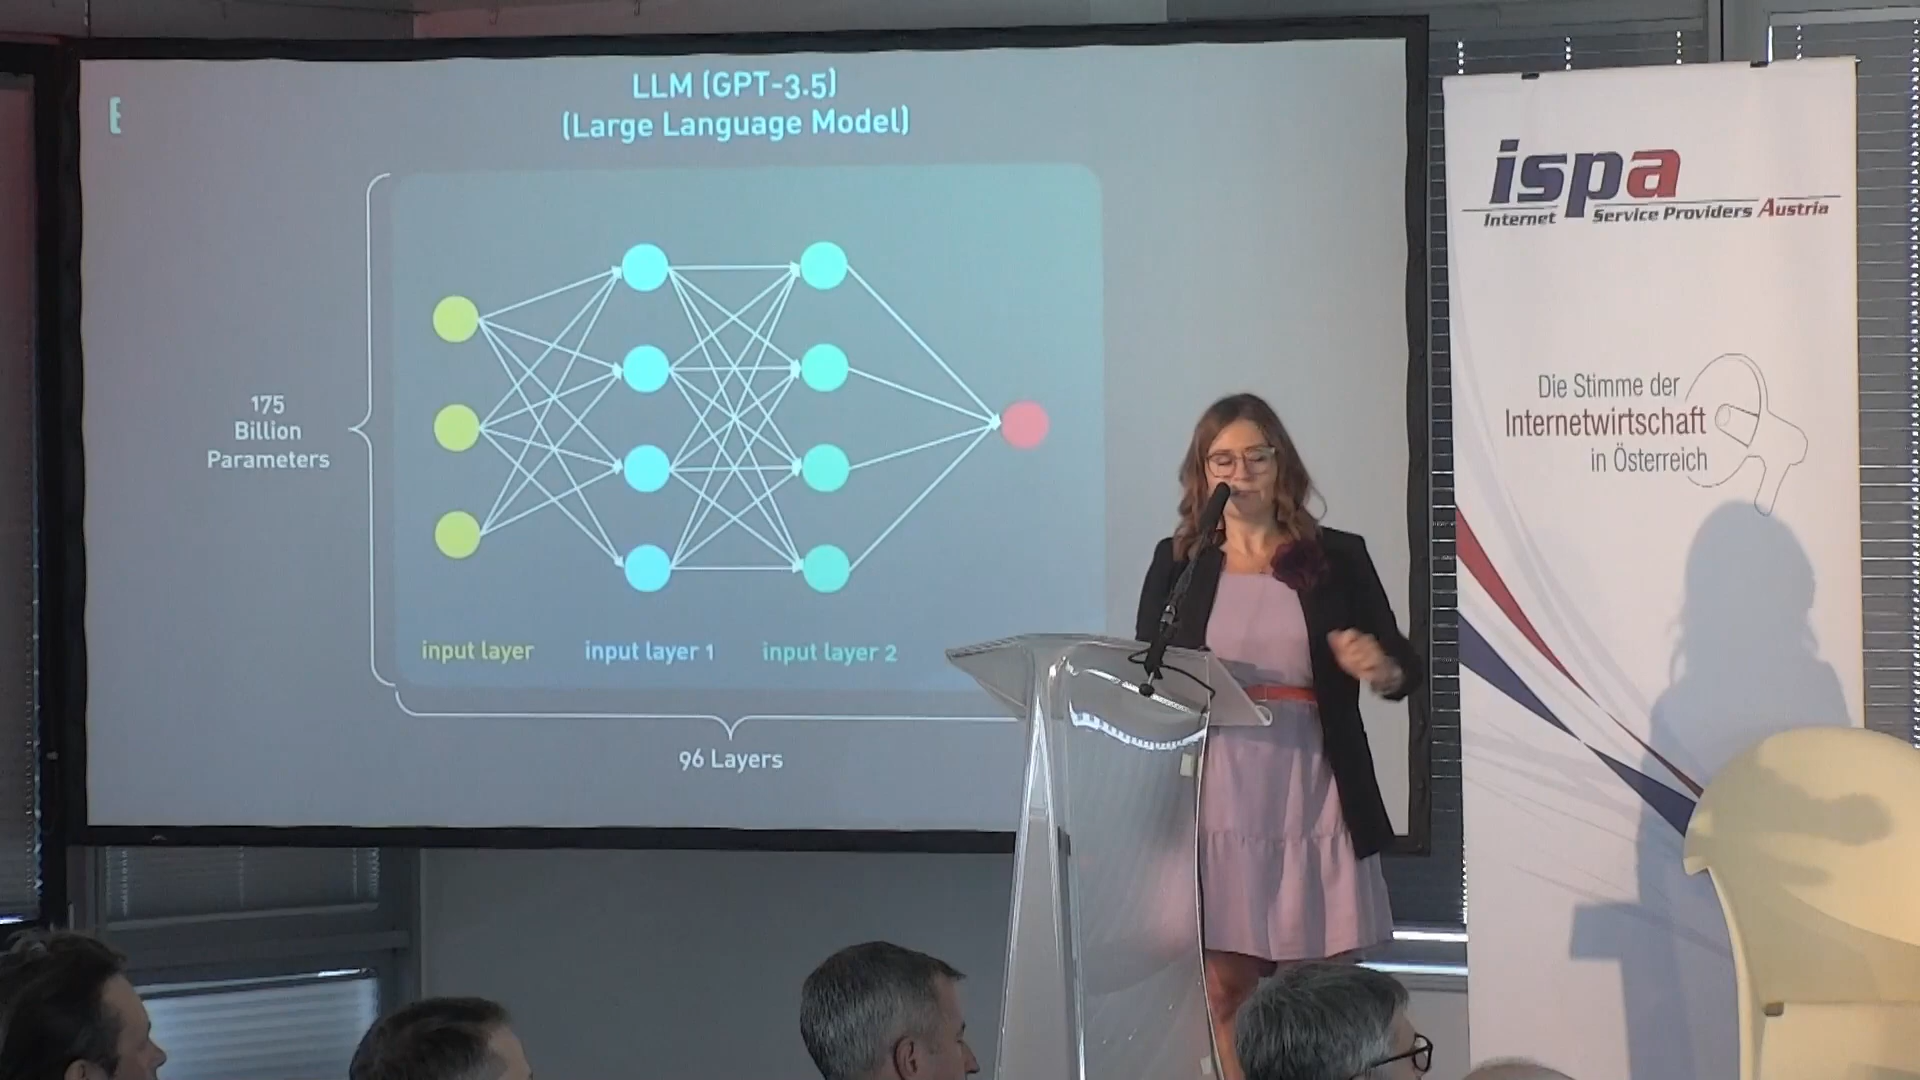 LLM (GPT-3.5)
(Large Language Model)
E
175
Billion
Parameters
input layer
input layer 1
input layer 2
96 Layers
ispa
Internet Service Providers Austria
Die Stimme der
Internetwirtschaft
in Österreich